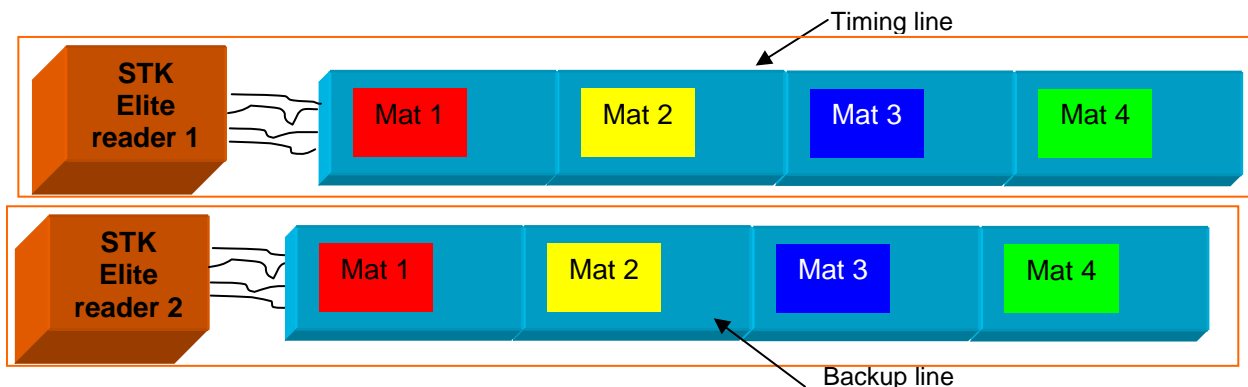 Timing line
STK
Elite
reader 1
Mat 1
Mat 2
Mat 3
Mat 4
STK
Elite
reader 2
Mat 1
Mat 2
Mat 3
Mat 4
Backup line